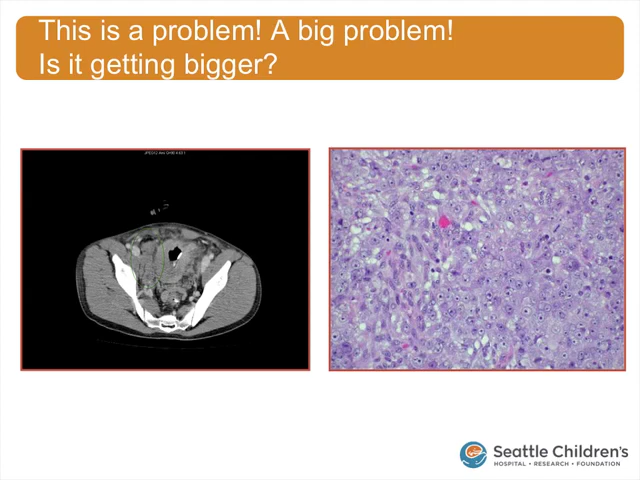 This is a problem! A big problem!
Is it getting bigger?
Seattle Children's
HOSPITAL • RESEARCH • FOUNDATION